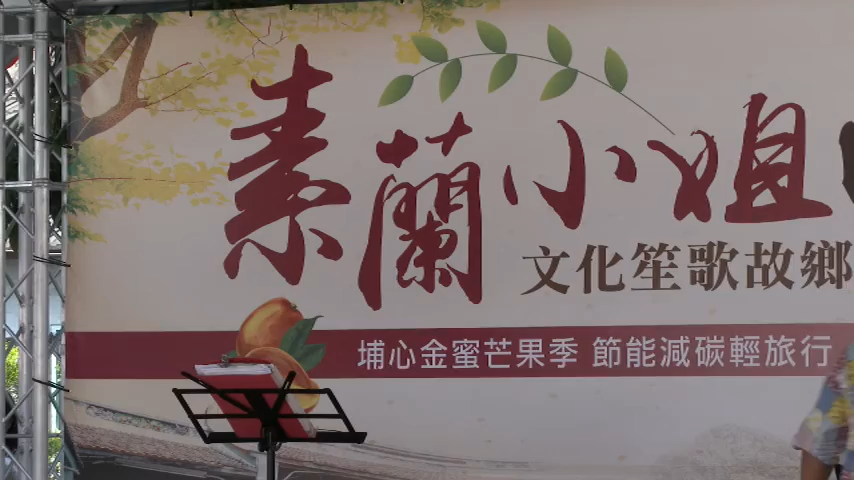 素蘭小姐
文化笙歌故鄉
埔心金蜜芒果季 節能減碳輕旅行